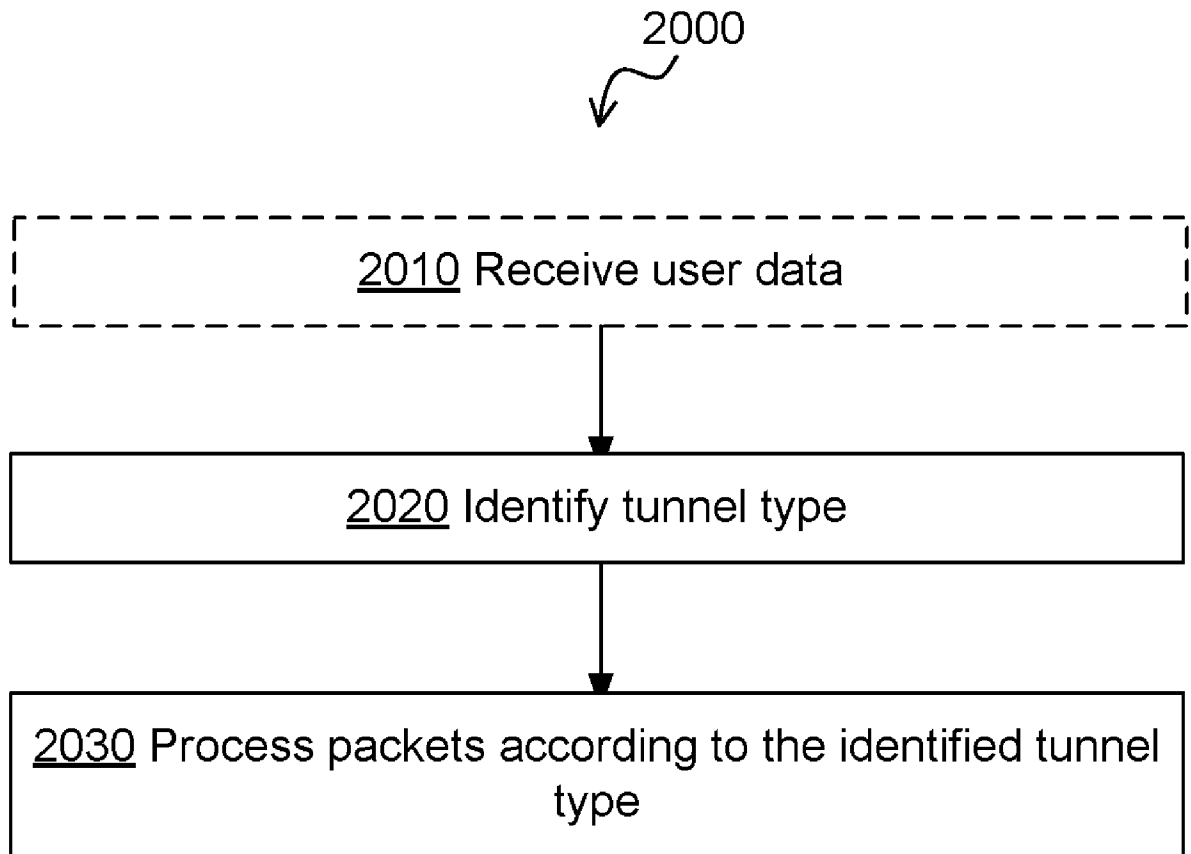 2000
2010 Receive user data
2020 Identify tunnel type
2030 Process packets according to the identified tunnel
type